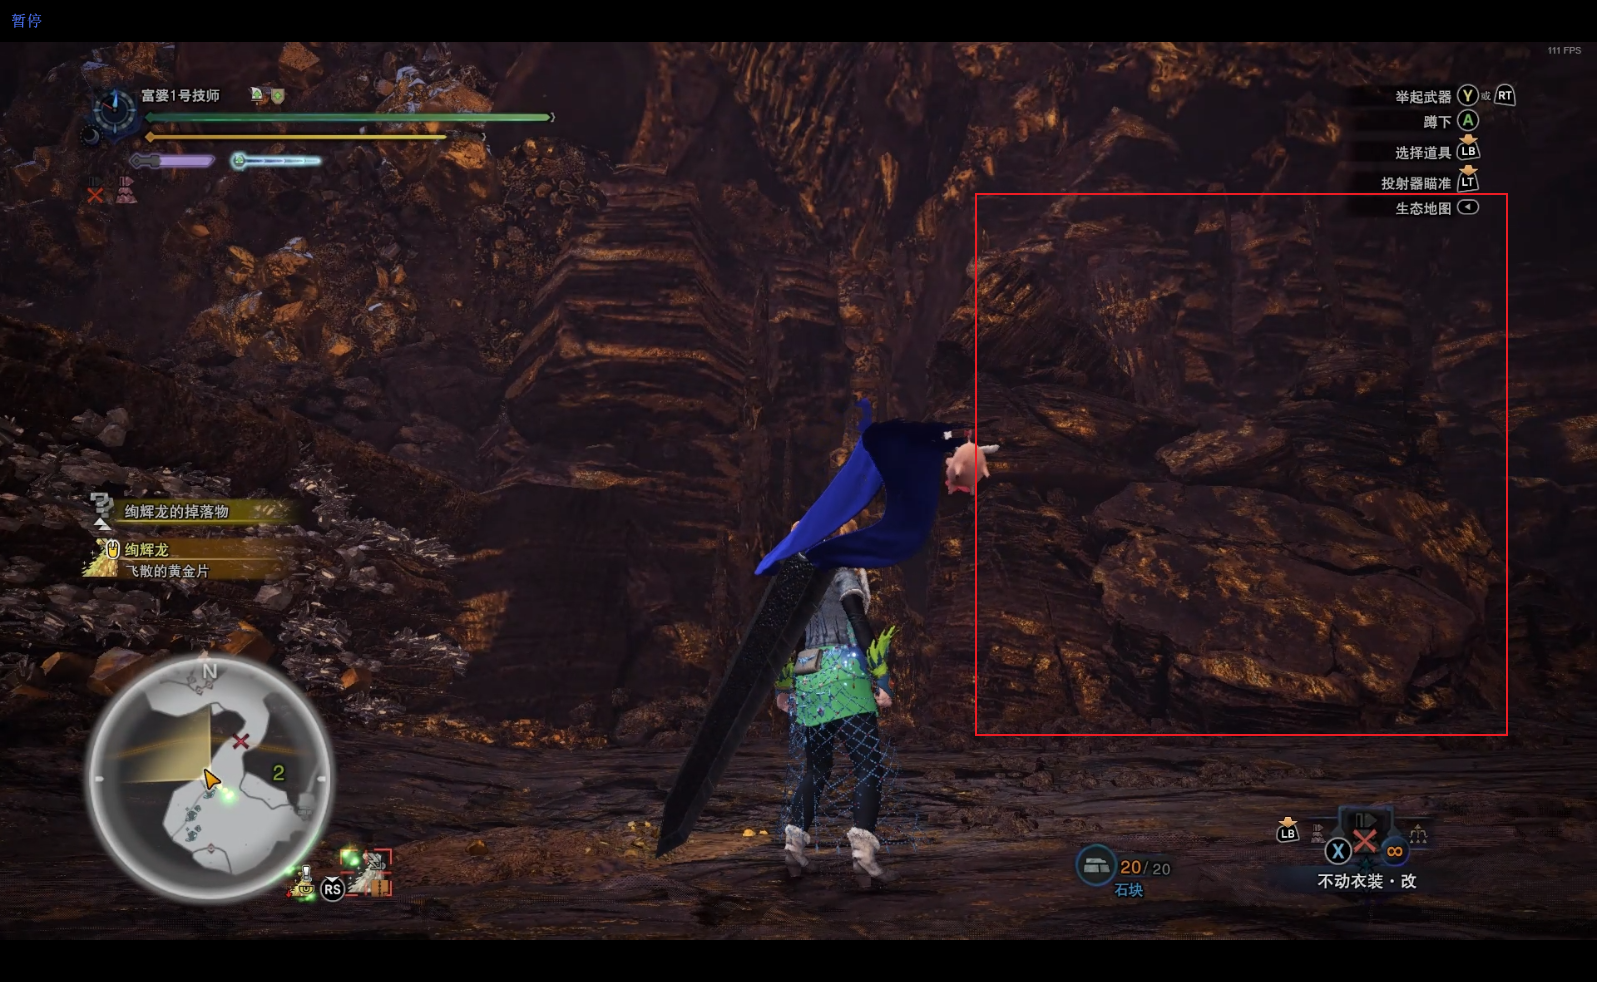 暂停
111 FPS
富婆1号技师
举起武器 Y 或 RT
蹲下 A
选择道具 LB
投射器瞄准 LT
生态地图
绚辉龙的掉落物
绚辉龙
飞散的黄金片
N
2
RS
20/20
石块
LB
X
不动衣装·改